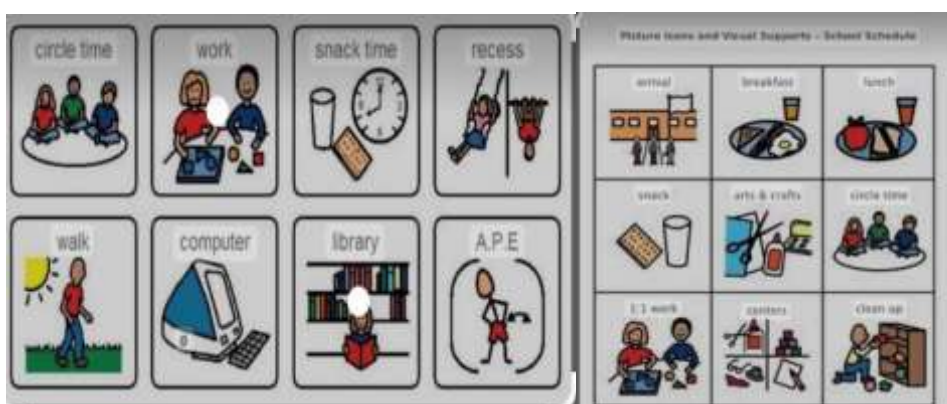 circle time
work
snack time
recess
walk
computer
library
A.P.E
Picture Icons and Visual Supports - School Schedule
arrival
breakfast
lunch
snack
arts & crafts
circle time
1:1 work
centers
clean up